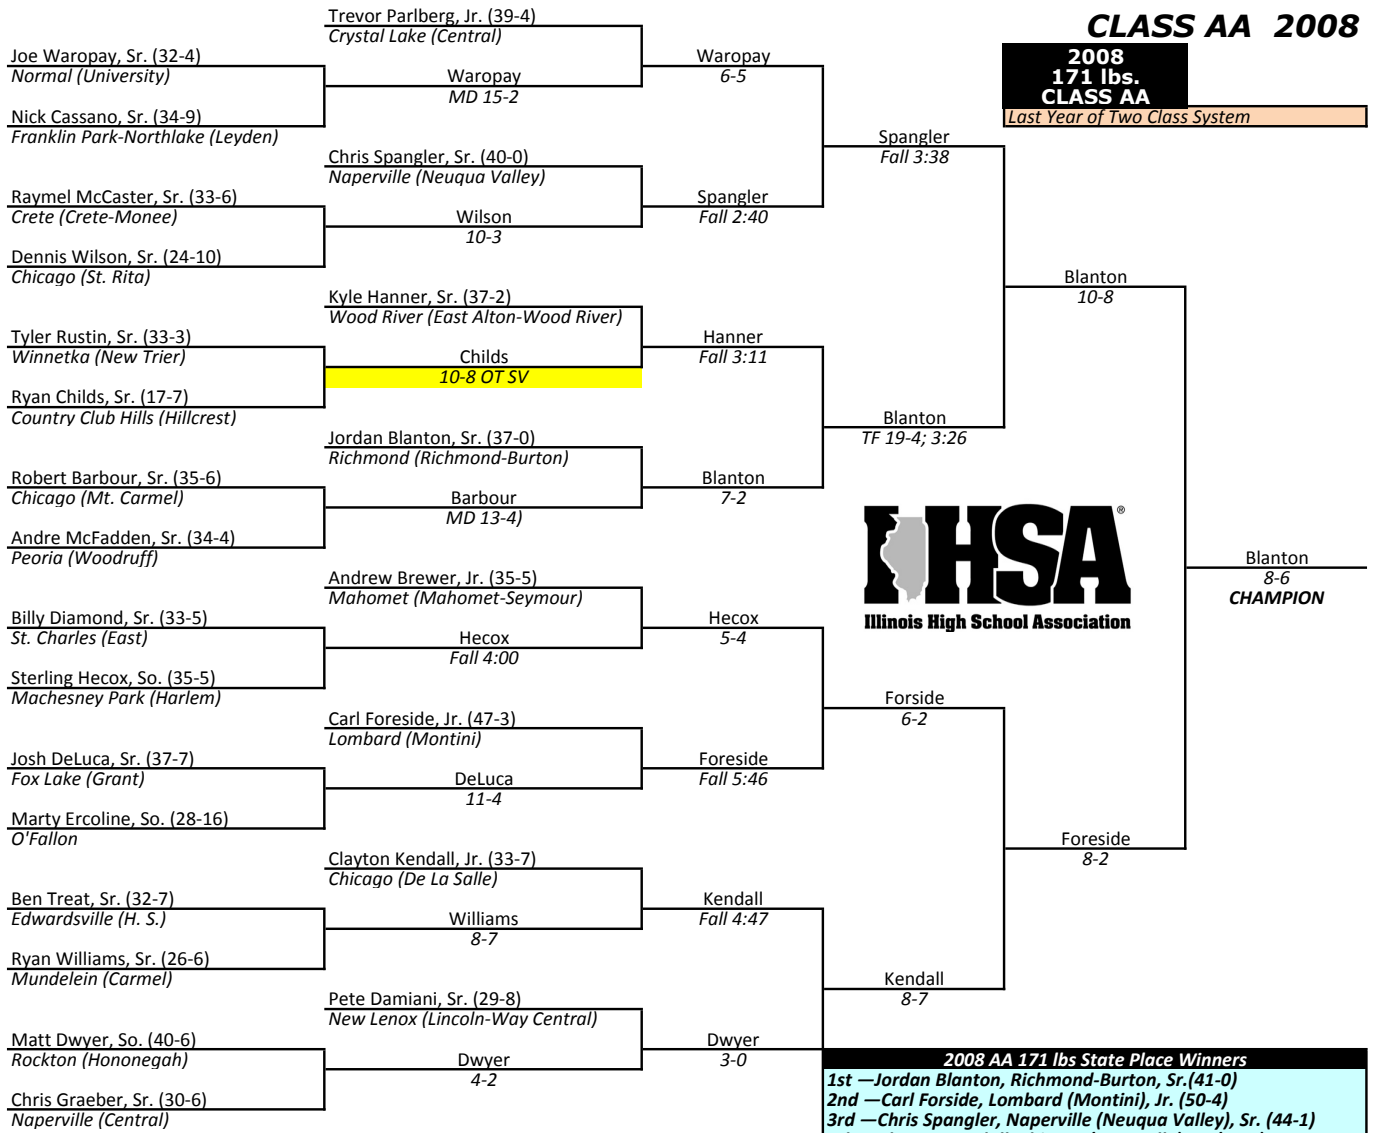 CLASS AA 2008
2008
171 lbs.
CLASS AA
Last Year of Two Class System
Trevor Parlberg, Jr. (39-4)
Crystal Lake (Central)
Joe Waropay, Sr. (32-4)
Normal (University)
Waropay
MD 15-2
Nick Cassano, Sr. (34-9)
Franklin Park-Northlake (Leyden)
Waropay
6-5
Chris Spangler, Sr. (40-0)
Naperville (Neuqua Valley)
Raymel McCaster, Sr. (33-6)
Crete (Crete-Monee)
Wilson
10-3
Dennis Wilson, Sr. (24-10)
Chicago (St. Rita)
Spangler
Fall 2:40
Spangler
Fall 3:38
Kyle Hanner, Sr. (37-2)
Wood River (East Alton-Wood River)
Tyler Rustin, Sr. (33-3)
Winnetka (New Trier)
Childs
10-8 OT SV
Ryan Childs, Sr. (17-7)
Country Club Hills (Hillcrest)
Hanner
Fall 3:11
Jordan Blanton, Sr. (37-0)
Richmond (Richmond-Burton)
Robert Barbour, Sr. (35-6)
Chicago (Mt. Carmel)
Barbour
MD 13-4)
Andre McFadden, Sr. (34-4)
Peoria (Woodruff)
Blanton
7-2
Blanton
TF 19-4; 3:26
Blanton
10-8
IHSA®
Illinois High School Association
Blanton
8-6
CHAMPION
Andrew Brewer, Jr. (35-5)
Mahomet (Mahomet-Seymour)
Billy Diamond, Sr. (33-5)
St. Charles (East)
Hecox
Fall 4:00
Sterling Hecox, So. (35-5)
Machesney Park (Harlem)
Hecox
5-4
Carl Foreside, Jr. (47-3)
Lombard (Montini)
Josh DeLuca, Sr. (37-7)
Fox Lake (Grant)
DeLuca
11-4
Marty Ercoline, So. (28-16)
O'Fallon
Foreside
Fall 5:46
Forside
6-2
Clayton Kendall, Jr. (33-7)
Chicago (De La Salle)
Ben Treat, Sr. (32-7)
Edwardsville (H. S.)
Williams
8-7
Ryan Williams, Sr. (26-6)
Mundelein (Carmel)
Kendall
Fall 4:47
Pete Damiani, Sr. (29-8)
New Lenox (Lincoln-Way Central)
Matt Dwyer, So. (40-6)
Rockton (Hononegah)
Dwyer
4-2
Chris Graeber, Sr. (30-6)
Naperville (Central)
Dwyer
3-0
Kendall
8-7
Foreside
8-2
2008 AA 171 lbs State Place Winners
1st —Jordan Blanton, Richmond-Burton, Sr.(41-0)
2nd —Carl Forside, Lombard (Montini), Jr. (50-4)
3rd —Chris Spangler, Naperville (Neuqua Valley), Sr. (44-1)